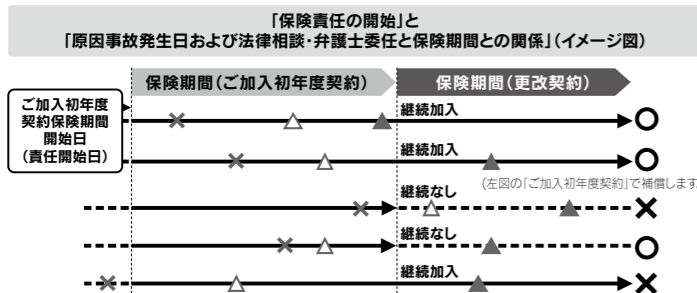 「保険責任の開始」と
「原因事故発生日および法律相談・弁護士委任と保険期間との関係」（イメージ図）
保険期間（ご加入初年度契約）
保険期間（更改契約）
ご加入初年度
契約保険期間
開始日
（責任開始日）
継続加入
継続加入
（左図の「ご加入初年度契約」で補償します
継続なし
継続なし
継続加入